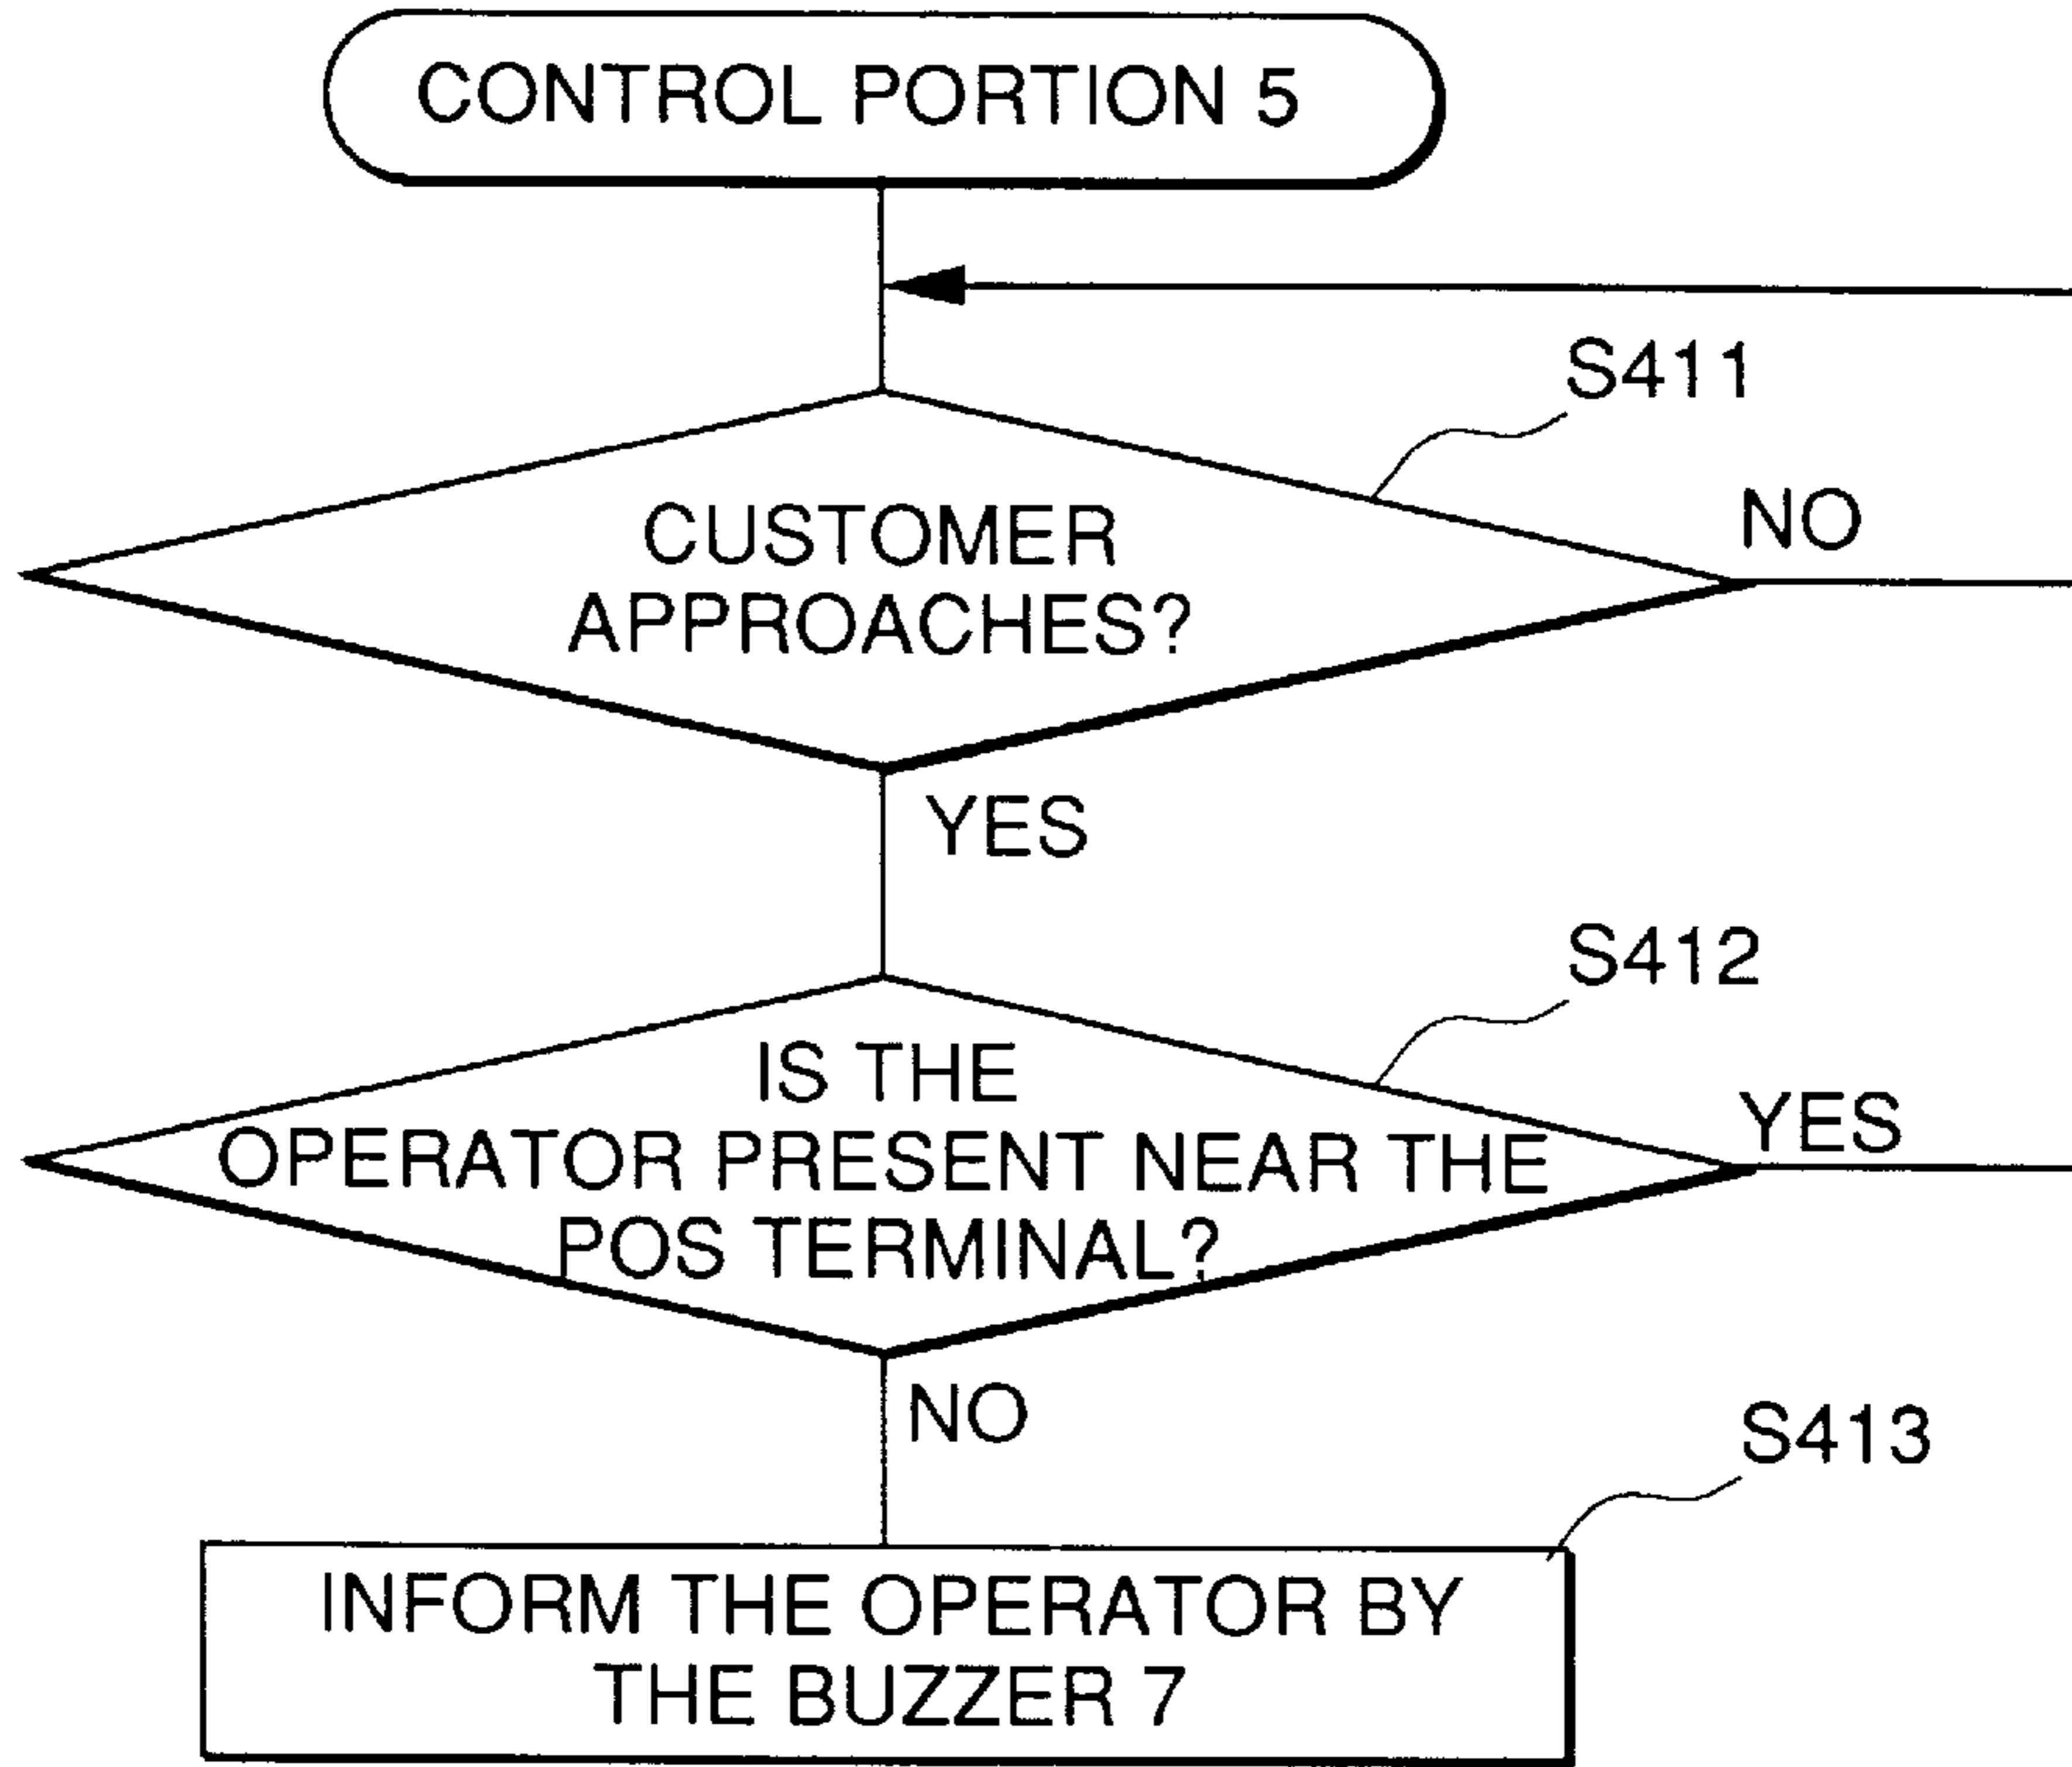 CONTROL PORTION 5
S411
CUSTOMER
APPROACHES?
NO
YES
S412
IS THE
OPERATOR PRESENT NEAR THE
POS TERMINAL?
YES
NO
S413
INFORM THE OPERATOR BY
THE BUZZER 7